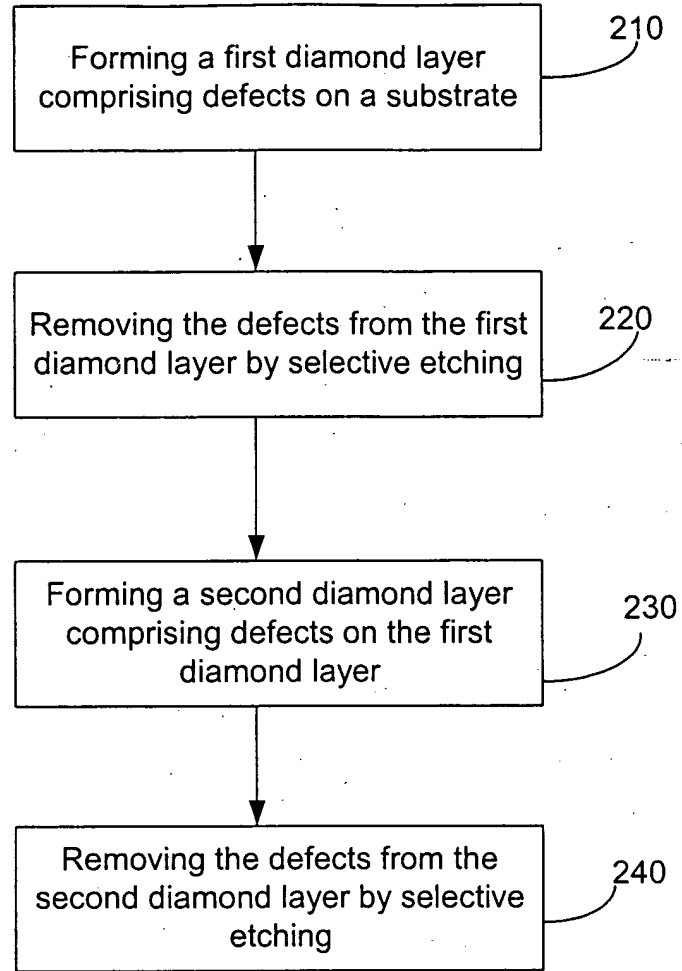 Forming a first diamond layer
comprising defects on a substrate
210
Removing the defects from the first
diamond layer by selective etching
220
Forming a second diamond layer
comprising defects on the first
diamond layer
230
Removing the defects from the
second diamond layer by selective
etching
240